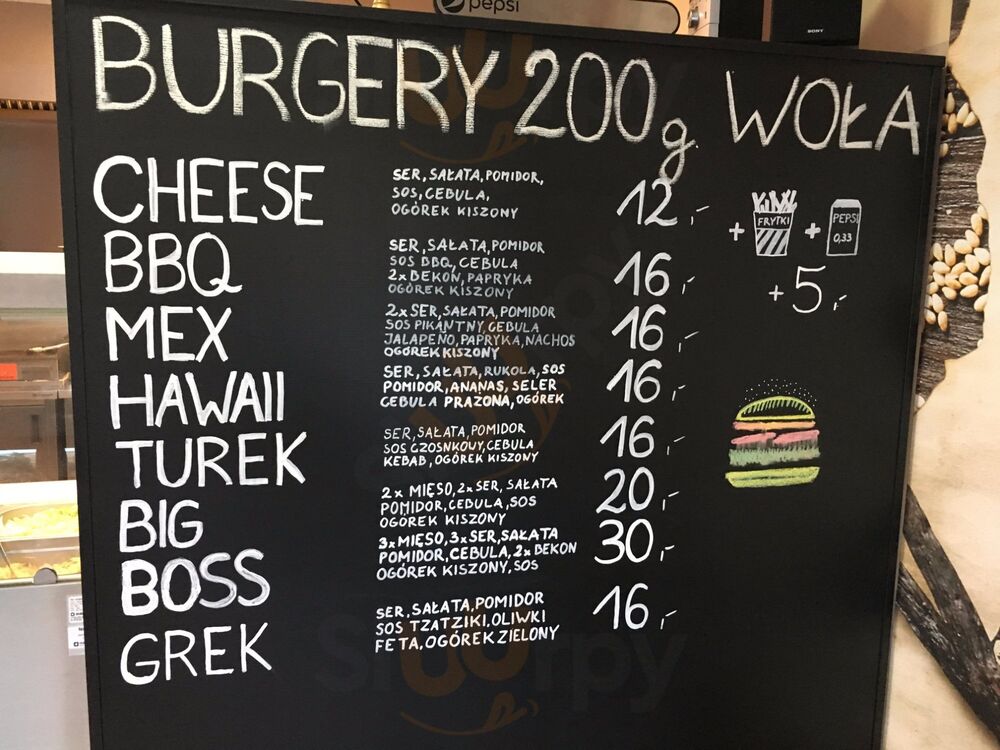 pepsi
SONY
BURGERY 200g WOŁA
CHEESE
SER, SAŁATA, POMIDOR,
SOS, CEBULA,
OGÓREK KISZONY
12,-
+ FRYTKI + PEPSI 0,33
+5,-
BBQ
SER, SAŁATA, POMIDOR
SOS BBQ, CEBULA
2x BEKON, PAPRYKA
OGÓREK KISZONY
16,-
MEX
2x SER, SAŁATA, POMIDOR
SOS PIKANTNY, CEBULA
JALAPEÑO, PAPRYKA, NACHOS
OGÓREK KISZONY
16,-
HAWAII
SER, SAŁATA, RUKOLA, SOS
POMIDOR, ANANAS, SELER
CEBULA PRAZONA, OGÓREK
16,-
TUREK
SER, SAŁATA, POMIDOR
SOS CZOSNKOWY, CEBULA
KEBAB, OGÓREK KISZONY
16,-
BIG
2x MIĘSO, 2x SER, SAŁATA
POMIDOR, CEBULA, SOS
OGÓREK KISZONY
20,-
BOSS
3x MIĘSO, 3x SER, SAŁATA
POMIDOR, CEBULA, 2x BEKON
OGÓREK KISZONY, SOS
30,-
GREK
SER, SAŁATA, POMIDOR
SOS TZATZIKI, OLIWKI
FETA, OGÓREK ZIELONY
16,-
Sluurpy